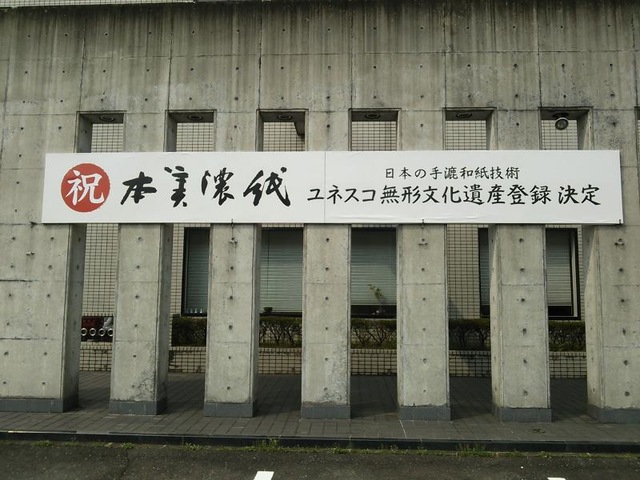 祝 本美濃紙
日本の手漉和紙技術
ユネスコ無形文化遺産登録 決定